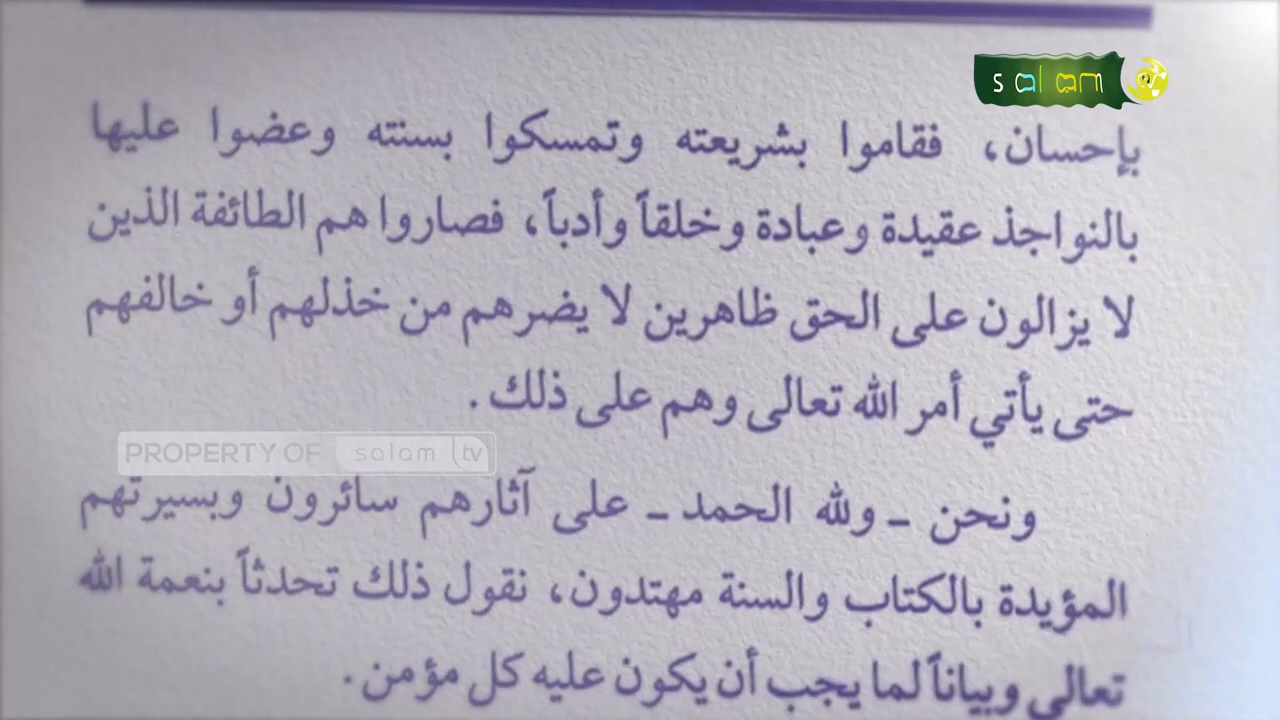 salam tv
بإحسان، فقاموا بشريعته وتمسكوا بسنته وعضوا عليها
بالنواجذ عقيدة وعبادة وخلقاً وأدباً، فصاروا هم الطائفة الذين
لا يزالون على الحق ظاهرين لا يضرهم من خذلهم أو خالفهم
حتى يأتي أمر الله تعالى وهم على ذلك.
PROPERTY OF salam tv
ونحن ـ ولله الحمد ـ على آثارهم سائرون وبسيرتهم
المؤيدة بالكتاب والسنة مهتدون، نقول ذلك تحدثاً بنعمة الله
تعالى وبياناً لما يجب أن يكون عليه كل مؤمن.